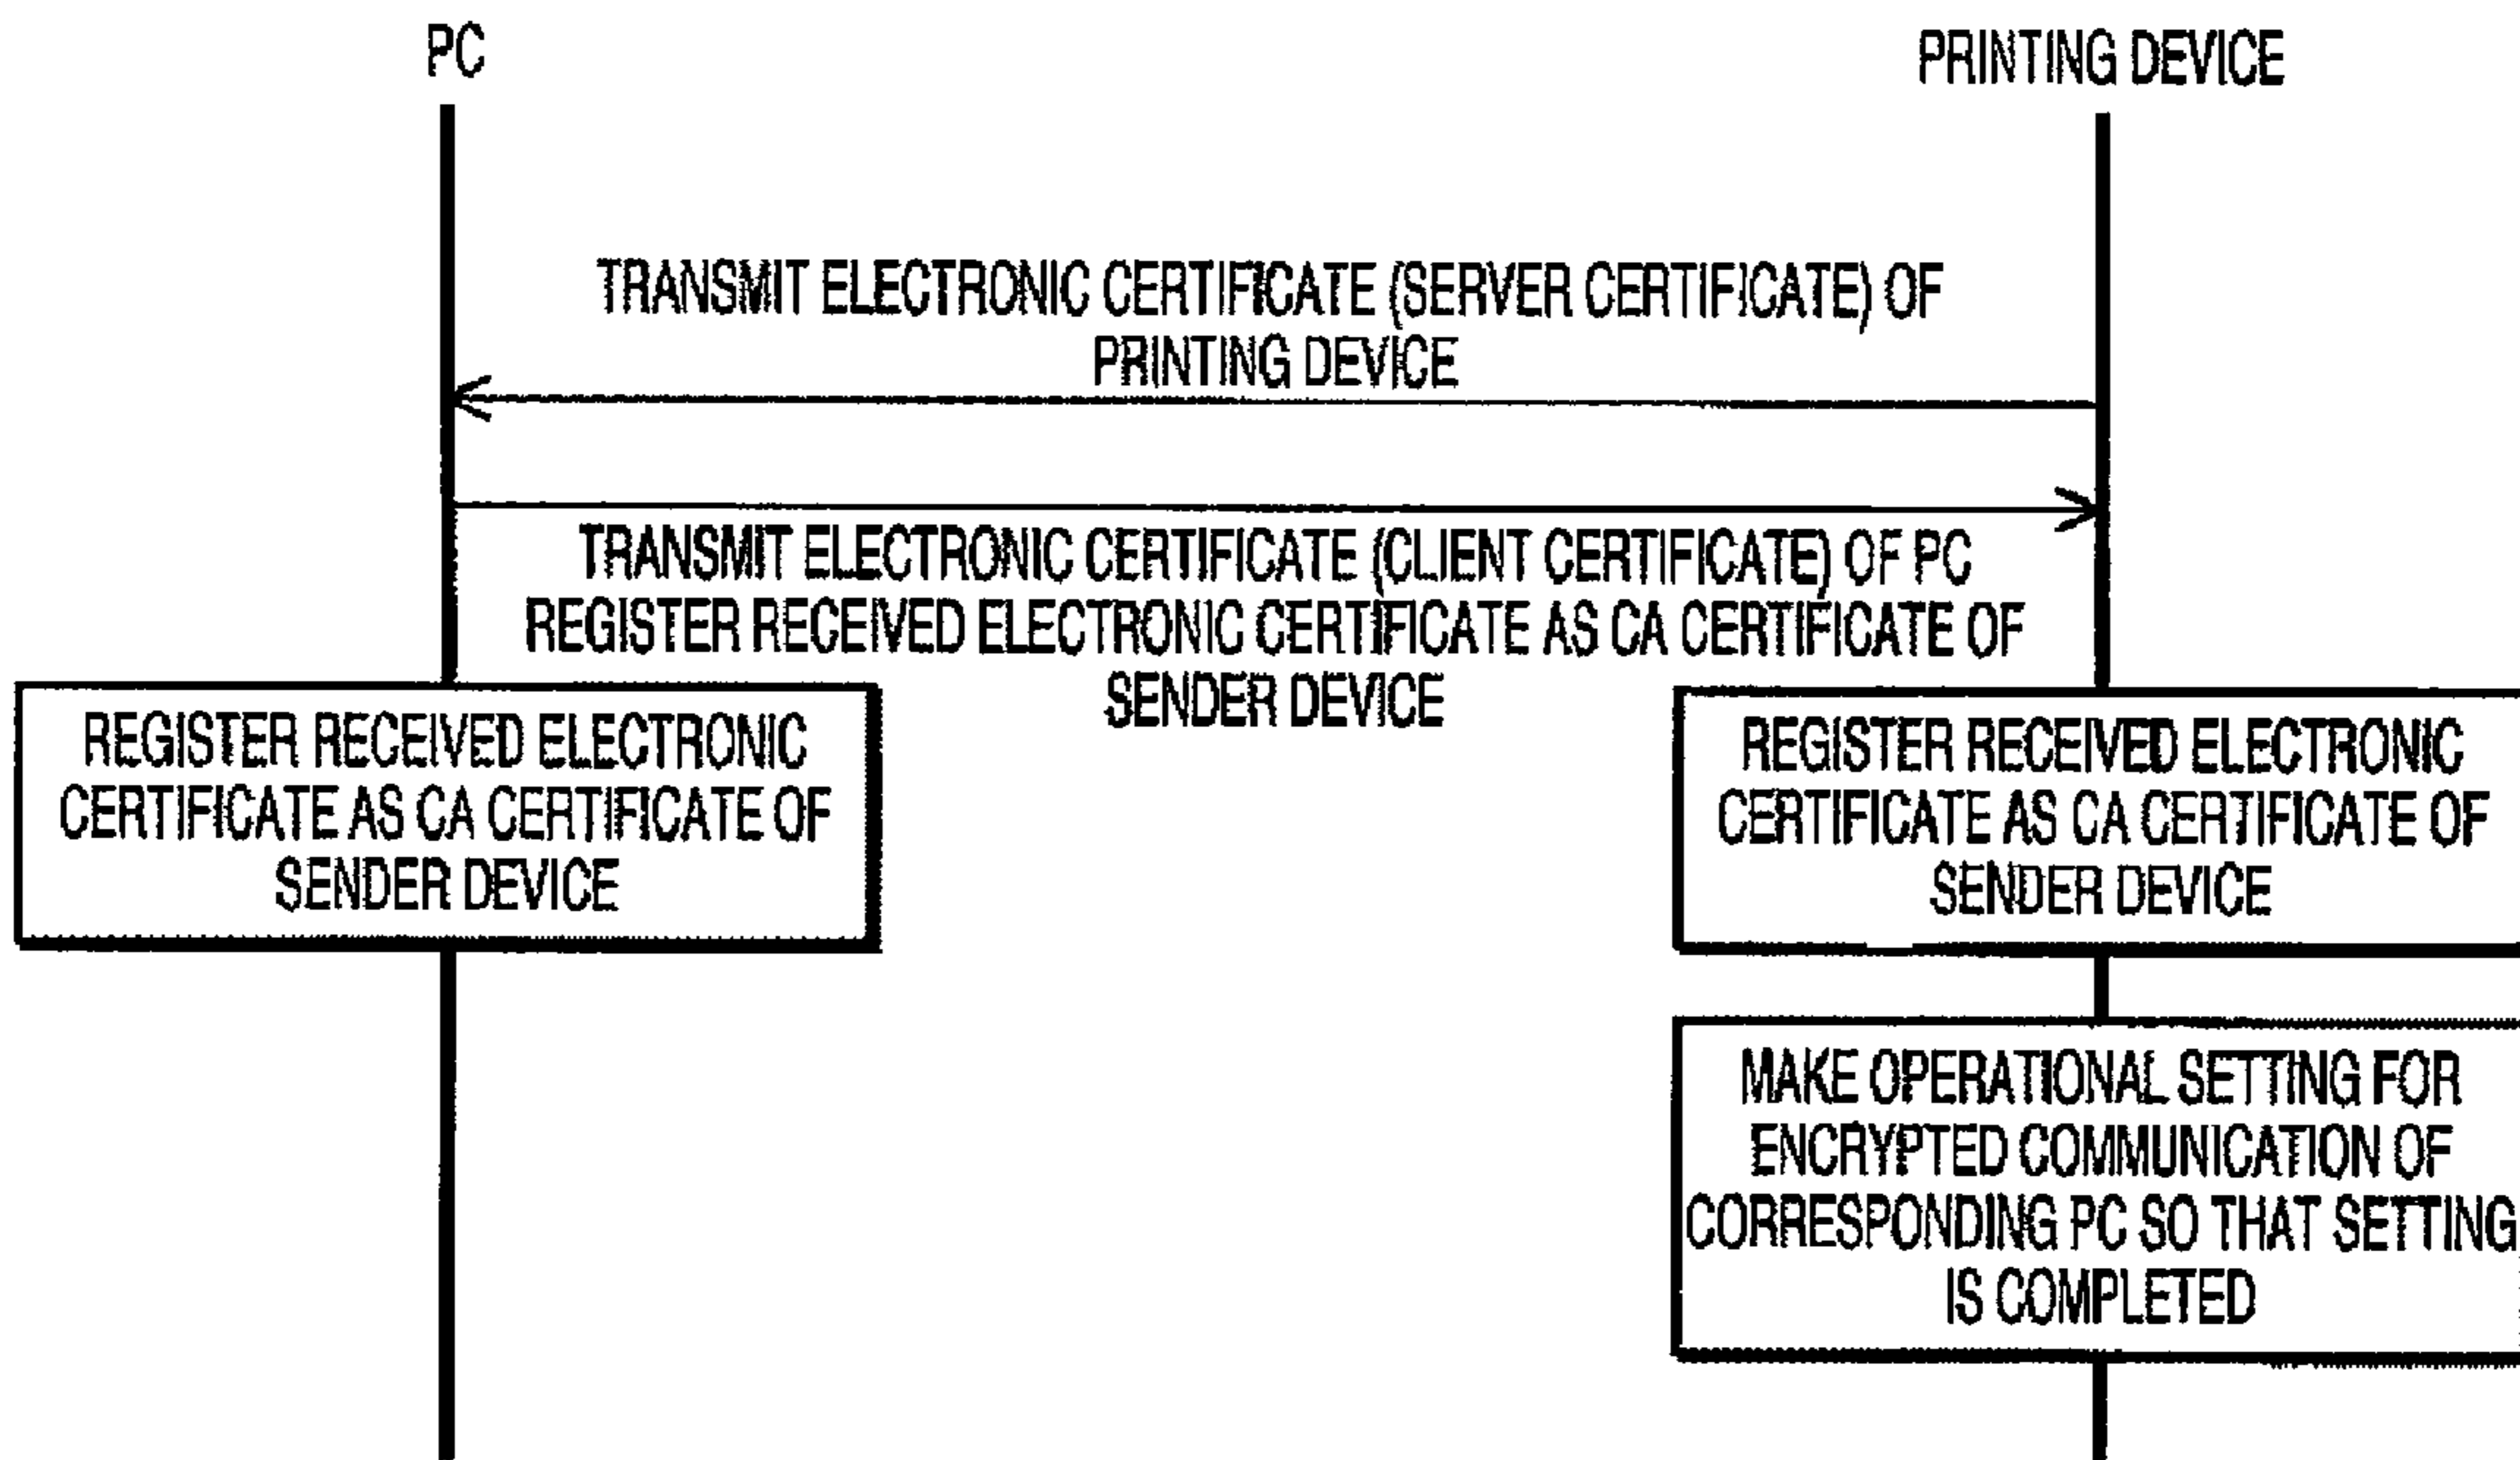 PC
PRINTING DEVICE
TRANSMIT ELECTRONIC CERTIFICATE (SERVER CERTIFICATE) OF
PRINTING DEVICE
TRANSMIT ELECTRONIC CERTIFICATE (CLIENT CERTIFICATE) OF PC
REGISTER RECEIVED ELECTRONIC CERTIFICATE AS CA CERTIFICATE OF
SENDER DEVICE
REGISTER RECEIVED ELECTRONIC
CERTIFICATE AS CA CERTIFICATE OF
SENDER DEVICE
REGISTER RECEIVED ELECTRONIC
CERTIFICATE AS CA CERTIFICATE OF
SENDER DEVICE
MAKE OPERATIONAL SETTING FOR
ENCRYPTED COMMUNICATION OF
CORRESPONDING PC SO THAT SETTING
IS COMPLETED